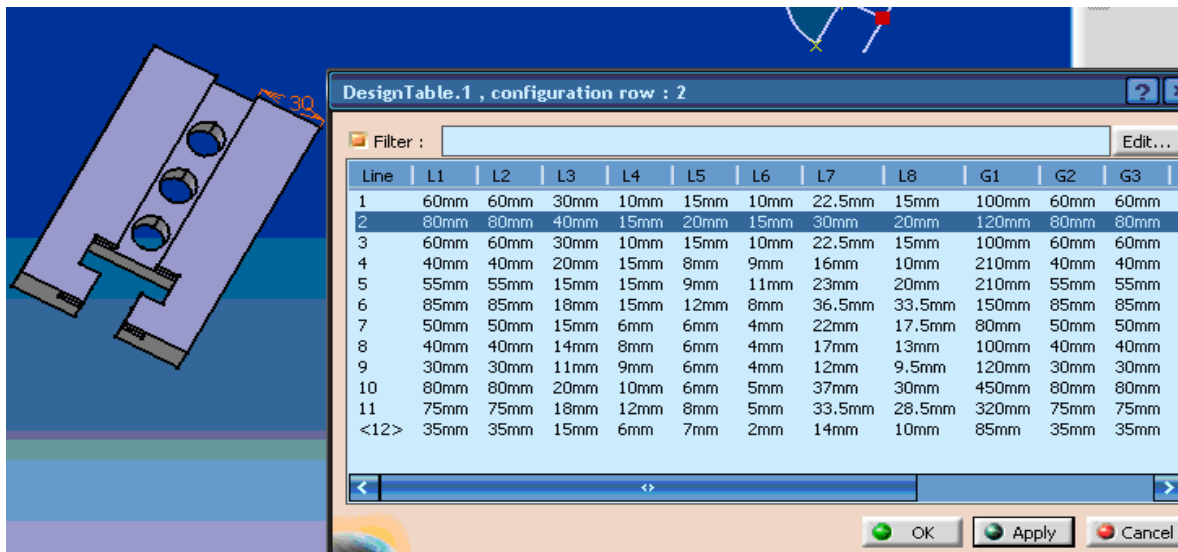 30
DesignTable.1 , configuration row : 2
?
Filter :
Edit...
Line L1 L2 L3 L4 L5 L6 L7 L8 G1 G2 G3
1 60mm 60mm 30mm 10mm 15mm 10mm 22.5mm 15mm 100mm 60mm 60mm
2 80mm 80mm 40mm 15mm 20mm 15mm 30mm 20mm 120mm 80mm 80mm
3 60mm 60mm 30mm 10mm 15mm 10mm 22.5mm 15mm 100mm 60mm 60mm
4 40mm 40mm 20mm 15mm 8mm 9mm 16mm 10mm 210mm 40mm 40mm
5 55mm 55mm 15mm 15mm 9mm 11mm 23mm 20mm 210mm 55mm 55mm
6 85mm 85mm 18mm 15mm 12mm 8mm 36.5mm 33.5mm 150mm 85mm 85mm
7 50mm 50mm 15mm 6mm 6mm 4mm 22mm 17.5mm 80mm 50mm 50mm
8 40mm 40mm 14mm 8mm 6mm 4mm 17mm 13mm 100mm 40mm 40mm
9 30mm 30mm 11mm 9mm 6mm 4mm 12mm 9.5mm 120mm 30mm 30mm
10 80mm 80mm 20mm 10mm 6mm 5mm 37mm 30mm 450mm 80mm 80mm
11 75mm 75mm 18mm 12mm 8mm 5mm 33.5mm 28.5mm 320mm 75mm 75mm
<12> 35mm 35mm 15mm 6mm 7mm 2mm 14mm 10mm 85mm 35mm 35mm
OK Apply Cancel